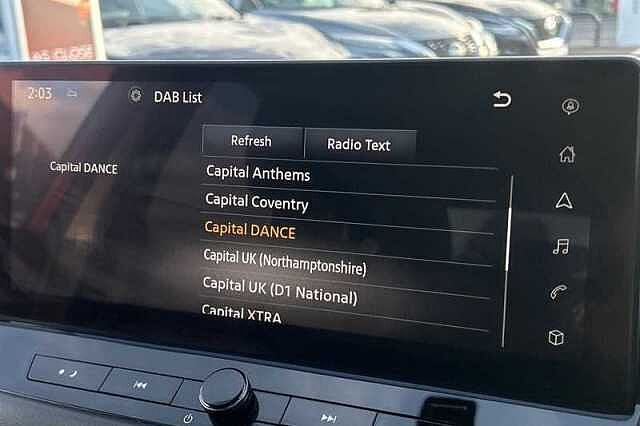 2:03
DAB List
Refresh
Radio Text
Capital DANCE
Capital Anthems
Capital Coventry
Capital DANCE
Capital UK (Northamptonshire)
Capital UK (D1 National)
Capital XTRA